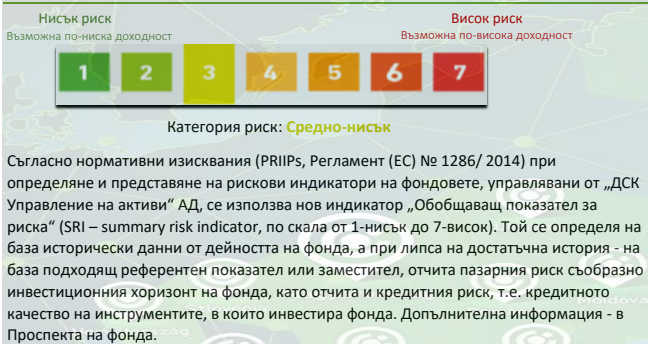 Нисък риск Висок риск
Възможна по-ниска доходност Възможна по-висока доходност
1 2 3 4 5 6 7
Категория риск: Средно-нисък
Съгласно нормативни изисквания (PRIIPs, Регламент (ЕС) № 1286/ 2014) при
определяне и представяне на рискови индикатори на фондовете, управлявани от „ДСК
Управление на активи“ АД, се използва нов индикатор „Обобщаващ показател за
риска“ (SRI – summary risk indicator, по скала от 1-нисък до 7-висок). Той се определя на
база исторически данни от дейността на фонда, а при липса на достатъчна история - на
база подходящ референтен показател или заместител, отчита пазарния риск съобразно
инвестиционния хоризонт на фонда, като отчита и кредитния риск, т.е. кредитното
качество на инструментите, в които инвестира фонда. Допълнителна информация - в
Проспекта на фонда.
Moldova